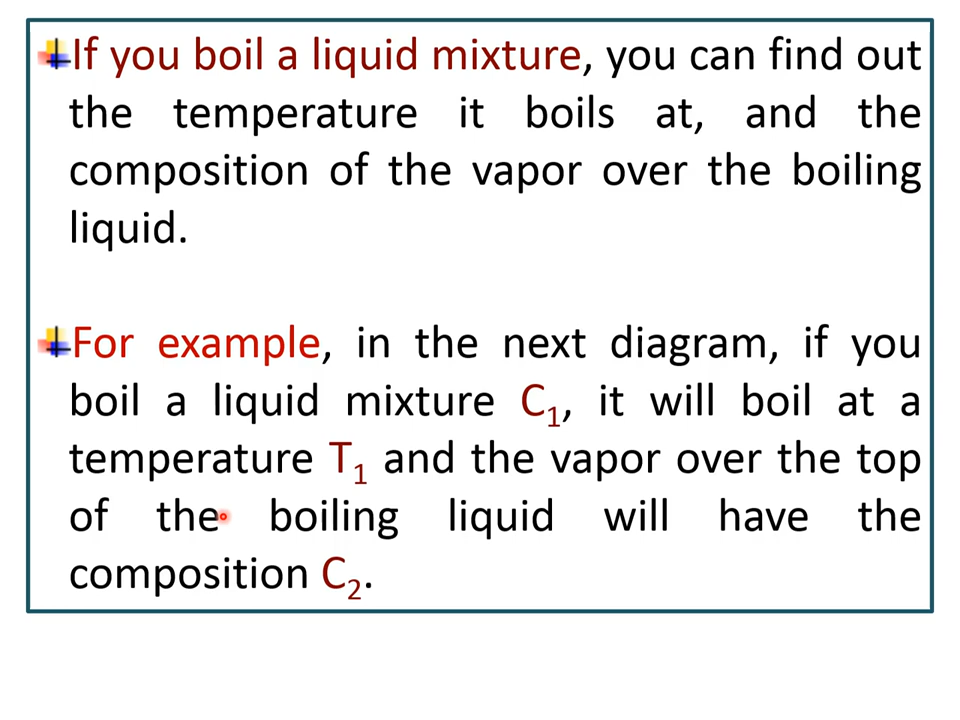 If you boil a liquid mixture, you can find out
the temperature it boils at, and the
composition of the vapor over the boiling
liquid.
For example, in the next diagram, if you
boil a liquid mixture C₁, it will boil at a
temperature T₁ and the vapor over the top
of the boiling liquid will have the
composition C₂.